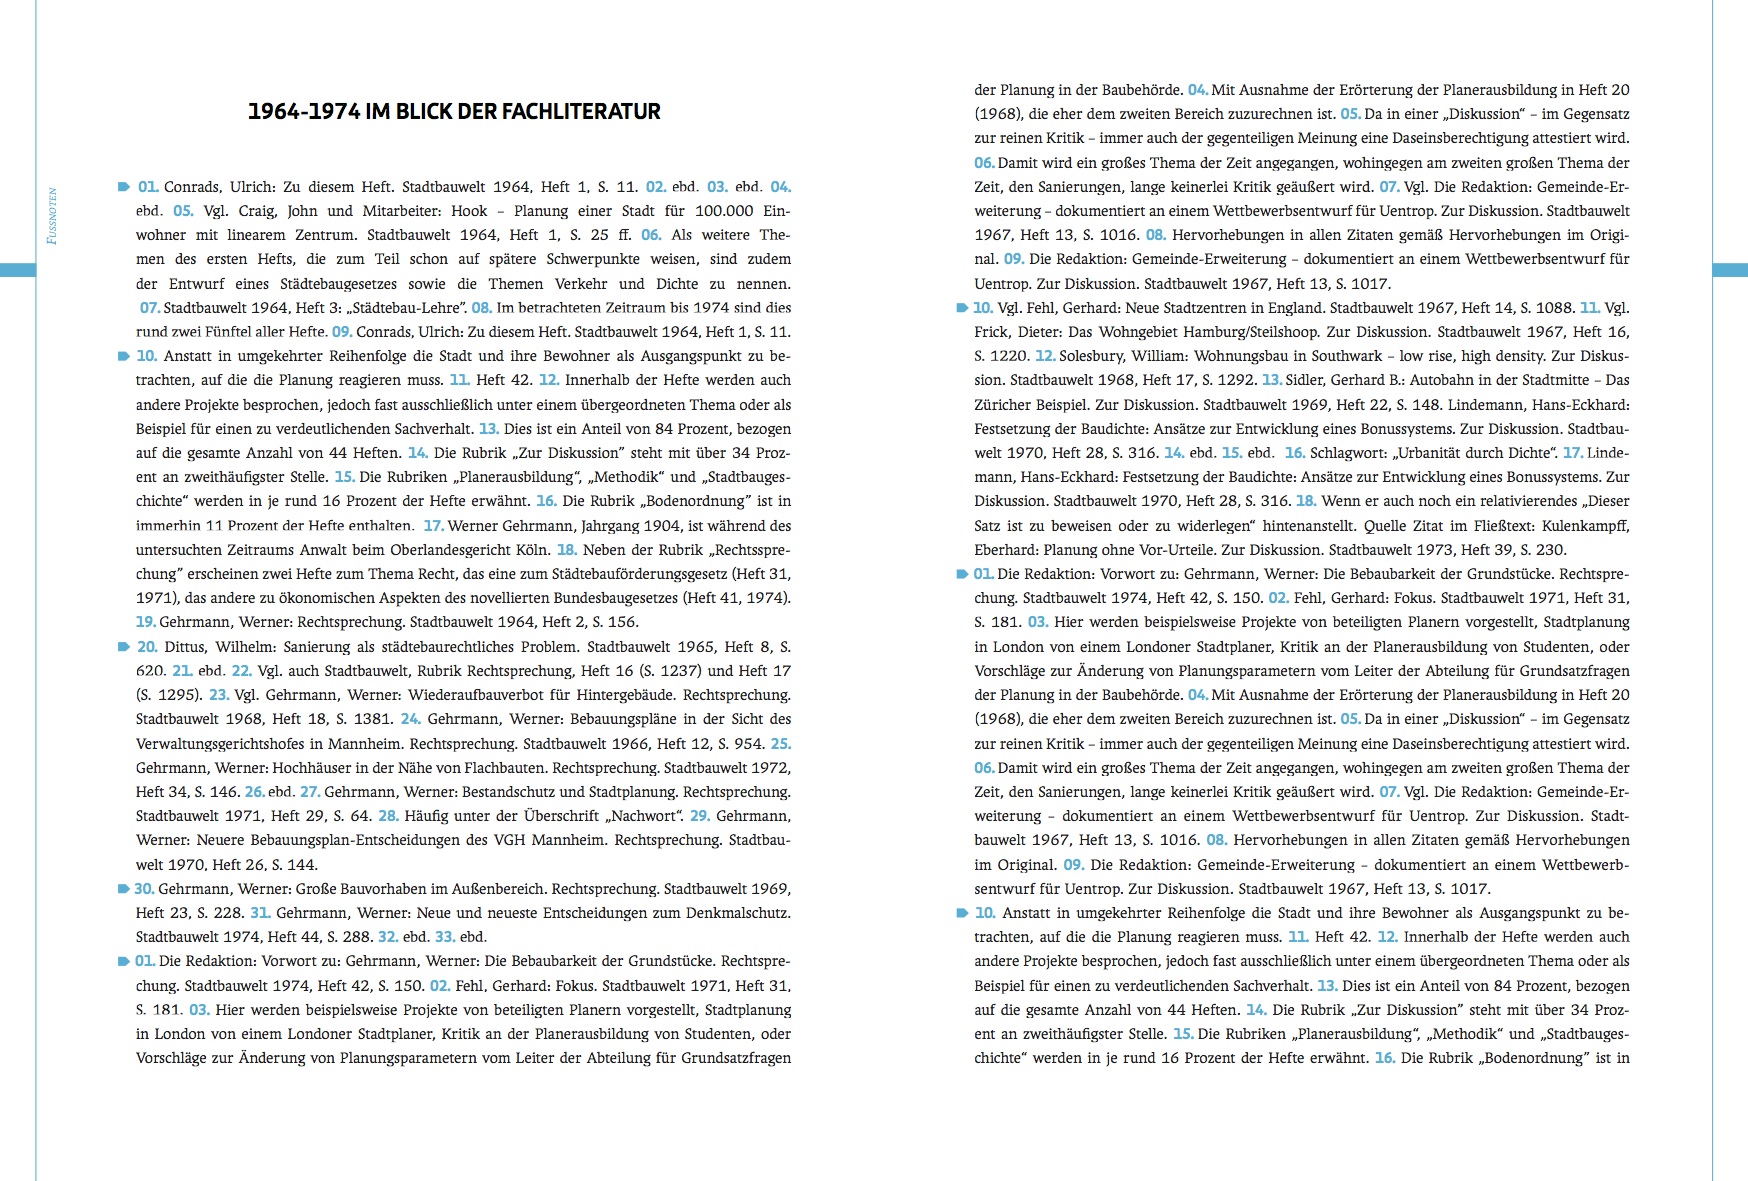 1964-1974 IM BLICK DER FACHLITERATUR
FUSSNOTEN
01. Conrads, Ulrich: Zu diesem Heft. Stadtbauwelt 1964, Heft 1, S. 11. 02. ebd. 03. ebd. 04.
ebd. 05. Vgl. Craig, John und Mitarbeiter: Hook – Planung einer Stadt für 100.000 Ein-
wohner mit linearem Zentrum. Stadtbauwelt 1964, Heft 1, S. 25 ff. 06. Als weitere The-
men des ersten Hefts, die zum Teil schon auf spätere Schwerpunkte weisen, sind zudem
der Entwurf eines Städtebaugesetzes sowie die Themen Verkehr und Dichte zu nennen.
07. Stadtbauwelt 1964, Heft 3: „Städtebau-Lehre”. 08. Im betrachteten Zeitraum bis 1974 sind dies
rund zwei Fünftel aller Hefte. 09. Conrads, Ulrich: Zu diesem Heft. Stadtbauwelt 1964, Heft 1, S. 11.
10. Anstatt in umgekehrter Reihenfolge die Stadt und ihre Bewohner als Ausgangspunkt zu be-
trachten, auf die die Planung reagieren muss. 11. Heft 42. 12. Innerhalb der Hefte werden auch
andere Projekte besprochen, jedoch fast ausschließlich unter einem übergeordneten Thema oder als
Beispiel für einen zu verdeutlichenden Sachverhalt. 13. Dies ist ein Anteil von 84 Prozent, bezogen
auf die gesamte Anzahl von 44 Heften. 14. Die Rubrik „Zur Diskussion” steht mit über 34 Proz-
ent an zweithäufigster Stelle. 15. Die Rubriken „Planerausbildung“, „Methodik“ und „Stadtbauges-
chichte“ werden in je rund 16 Prozent der Hefte erwähnt. 16. Die Rubrik „Bodenordnung” ist in
immerhin 11 Prozent der Hefte enthalten. 17. Werner Gehrmann, Jahrgang 1904, ist während des
untersuchten Zeitraums Anwalt beim Oberlandesgericht Köln. 18. Neben der Rubrik „Rechtsspre-
chung” erscheinen zwei Hefte zum Thema Recht, das eine zum Städtebauförderungsgesetz (Heft 31,
1971), das andere zu ökonomischen Aspekten des novellierten Bundesbaugesetzes (Heft 41, 1974).
19. Gehrmann, Werner: Rechtsprechung. Stadtbauwelt 1964, Heft 2, S. 156.
20. Dittus, Wilhelm: Sanierung als städtebaurechtliches Problem. Stadtbauwelt 1965, Heft 8, S.
620. 21. ebd. 22. Vgl. auch Stadtbauwelt, Rubrik Rechtsprechung, Heft 16 (S. 1237) und Heft 17
(S. 1295). 23. Vgl. Gehrmann, Werner: Wiederaufbauverbot für Hintergebäude. Rechtsprechung.
Stadtbauwelt 1968, Heft 18, S. 1381. 24. Gehrmann, Werner: Bebauungspläne in der Sicht des
Verwaltungsgerichtshofes in Mannheim. Rechtsprechung. Stadtbauwelt 1966, Heft 12, S. 954. 25.
Gehrmann, Werner: Hochhäuser in der Nähe von Flachbauten. Rechtsprechung. Stadtbauwelt 1972,
Heft 34, S. 146. 26. ebd. 27. Gehrmann, Werner: Bestandschutz und Stadtplanung. Rechtsprechung.
Stadtbauwelt 1971, Heft 29, S. 64. 28. Häufig unter der Überschrift „Nachwort“. 29. Gehrmann,
Werner: Neuere Bebauungsplan-Entscheidungen des VGH Mannheim. Rechtsprechung. Stadtbau-
welt 1970, Heft 26, S. 144.
30. Gehrmann, Werner: Große Bauvorhaben im Außenbereich. Rechtsprechung. Stadtbauwelt 1969,
Heft 23, S. 228. 31. Gehrmann, Werner: Neue und neueste Entscheidungen zum Denkmalschutz.
Stadtbauwelt 1974, Heft 44, S. 288. 32. ebd. 33. ebd.
01. Die Redaktion: Vorwort zu: Gehrmann, Werner: Die Bebaubarkeit der Grundstücke. Rechtspre-
chung. Stadtbauwelt 1974, Heft 42, S. 150. 02. Fehl, Gerhard: Fokus. Stadtbauwelt 1971, Heft 31,
S. 181. 03. Hier werden beispielsweise Projekte von beteiligten Planern vorgestellt, Stadtplanung
in London von einem Londoner Stadtplaner, Kritik an der Planerausbildung von Studenten, oder
Vorschläge zur Änderung von Planungsparametern vom Leiter der Abteilung für Grundsatzfragen
der Planung in der Baubehörde. 04. Mit Ausnahme der Erörterung der Planerausbildung in Heft 20
(1968), die eher dem zweiten Bereich zuzurechnen ist. 05. Da in einer „Diskussion“ – im Gegensatz
zur reinen Kritik – immer auch der gegenteiligen Meinung eine Daseinsberechtigung attestiert wird.
06. Damit wird ein großes Thema der Zeit angegangen, wohingegen am zweiten großen Thema der
Zeit, den Sanierungen, lange keinerlei Kritik geäußert wird. 07. Vgl. Die Redaktion: Gemeinde-Er-
weiterung – dokumentiert an einem Wettbewerbsentwurf für Uentrop. Zur Diskussion. Stadtbauwelt
1967, Heft 13, S. 1016. 08. Hervorhebungen in allen Zitaten gemäß Hervorhebungen im Origi-
nal. 09. Die Redaktion: Gemeinde-Erweiterung – dokumentiert an einem Wettbewerbsentwurf für
Uentrop. Zur Diskussion. Stadtbauwelt 1967, Heft 13, S. 1017.
10. Vgl. Fehl, Gerhard: Neue Stadtzentren in England. Stadtbauwelt 1967, Heft 14, S. 1088. 11. Vgl.
Frick, Dieter: Das Wohngebiet Hamburg/Steilshoop. Zur Diskussion. Stadtbauwelt 1967, Heft 16,
S. 1220. 12. Solesbury, William: Wohnungsbau in Southwark – low rise, high density. Zur Diskus-
sion. Stadtbauwelt 1968, Heft 17, S. 1292. 13. Sidler, Gerhard B.: Autobahn in der Stadtmitte – Das
Züricher Beispiel. Zur Diskussion. Stadtbauwelt 1969, Heft 22, S. 148. Lindemann, Hans-Eckhard:
Festsetzung der Baudichte: Ansätze zur Entwicklung eines Bonussystems. Zur Diskussion. Stadtbau-
welt 1970, Heft 28, S. 316. 14. ebd. 15. ebd. 16. Schlagwort: „Urbanität durch Dichte“. 17. Linde-
mann, Hans-Eckhard: Festsetzung der Baudichte: Ansätze zur Entwicklung eines Bonussystems. Zur
Diskussion. Stadtbauwelt 1970, Heft 28, S. 316. 18. Wenn er auch noch ein relativierendes „Dieser
Satz ist zu beweisen oder zu widerlegen“ hintenanstellt. Quelle Zitat im Fließtext: Kulenkampff,
Eberhard: Planung ohne Vor-Urteile. Zur Diskussion. Stadtbauwelt 1973, Heft 39, S. 230.
01. Die Redaktion: Vorwort zu: Gehrmann, Werner: Die Bebaubarkeit der Grundstücke. Rechtspre-
chung. Stadtbauwelt 1974, Heft 42, S. 150. 02. Fehl, Gerhard: Fokus. Stadtbauwelt 1971, Heft 31,
S. 181. 03. Hier werden beispielsweise Projekte von beteiligten Planern vorgestellt, Stadtplanung
in London von einem Londoner Stadtplaner, Kritik an der Planerausbildung von Studenten, oder
Vorschläge zur Änderung von Planungsparametern vom Leiter der Abteilung für Grundsatzfragen
der Planung in der Baubehörde. 04. Mit Ausnahme der Erörterung der Planerausbildung in Heft 20
(1968), die eher dem zweiten Bereich zuzurechnen ist. 05. Da in einer „Diskussion“ – im Gegensatz
zur reinen Kritik – immer auch der gegenteiligen Meinung eine Daseinsberechtigung attestiert wird.
06. Damit wird ein großes Thema der Zeit angegangen, wohingegen am zweiten großen Thema der
Zeit, den Sanierungen, lange keinerlei Kritik geäußert wird. 07. Vgl. Die Redaktion: Gemeinde-Er-
weiterung – dokumentiert an einem Wettbewerbsentwurf für Uentrop. Zur Diskussion. Stadt-
bauwelt 1967, Heft 13, S. 1016. 08. Hervorhebungen in allen Zitaten gemäß Hervorhebungen
im Original. 09. Die Redaktion: Gemeinde-Erweiterung – dokumentiert an einem Wettbewerb-
sentwurf für Uentrop. Zur Diskussion. Stadtbauwelt 1967, Heft 13, S. 1017.
10. Anstatt in umgekehrter Reihenfolge die Stadt und ihre Bewohner als Ausgangspunkt zu be-
trachten, auf die die Planung reagieren muss. 11. Heft 42. 12. Innerhalb der Hefte werden auch
andere Projekte besprochen, jedoch fast ausschließlich unter einem übergeordneten Thema oder als
Beispiel für einen zu verdeutlichenden Sachverhalt. 13. Dies ist ein Anteil von 84 Prozent, bezogen
auf die gesamte Anzahl von 44 Heften. 14. Die Rubrik „Zur Diskussion” steht mit über 34 Proz-
ent an zweithäufigster Stelle. 15. Die Rubriken „Planerausbildung“, „Methodik“ und „Stadtbauges-
chichte“ werden in je rund 16 Prozent der Hefte erwähnt. 16. Die Rubrik „Bodenordnung” ist in